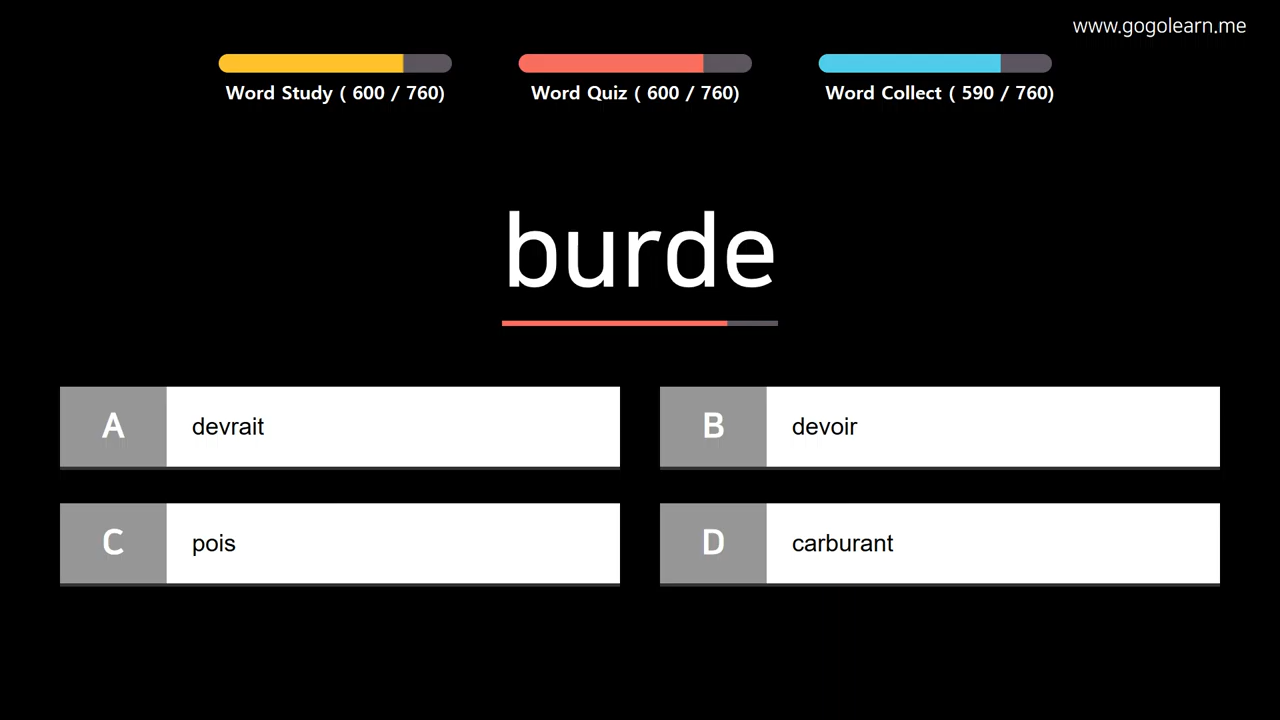 www.gogolearn.me
Word Study ( 600 / 760)
Word Quiz ( 600 / 760)
Word Collect ( 590 / 760)
burde
A devrait
B devoir
C pois
D carburant